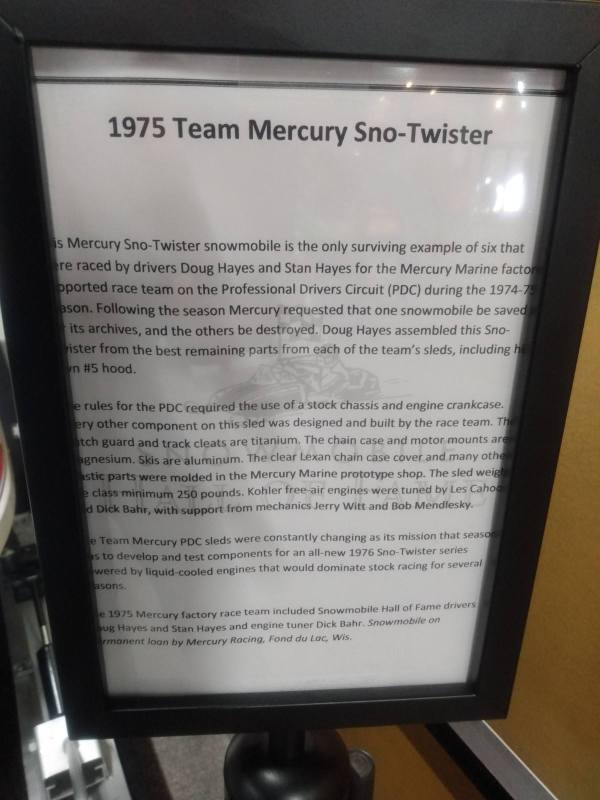 1975 Team Mercury Sno-Twister
is Mercury Sno-Twister snowmobile is the only surviving example of six that
re raced by drivers Doug Hayes and Stan Hayes for the Mercury Marine factor
pported race team on the Professional Drivers Circuit (PDC) during the 1974-75
ason. Following the season Mercury requested that one snowmobile be saved
its archives, and the others be destroyed. Doug Hayes assembled this Sno-
ister from the best remaining parts from each of the team's sleds, including hi
wn #5 hood.
e rules for the PDC required the use of a stock chassis and engine crankcase.
ery other component on this sled was designed and built by the race team. The
tch guard and track cleats are titanium. The chain case and motor mounts are
agnesium. Skis are aluminum. The clear Lexan chain case cover and many othe
astic parts were molded in the Mercury Marine prototype shop. The sled weigh
e class minimum 250 pounds. Kohler free-air engines were tuned by Les Cahoo
d Dick Bahr, with support from mechanics Jerry Witt and Bob Mendlesky.
e Team Mercury PDC sleds were constantly changing as its mission that season
as to develop and test components for an all-new 1976 Sno-Twister series
owered by liquid-cooled engines that would dominate stock racing for several
asons.
e 1975 Mercury factory race team included Snowmobile Hall of Fame drivers
oug Hayes and Stan Hayes and engine tuner Dick Bahr. Snowmobile on
rmanent loan by Mercury Racing, Fond du Lac, Wis.